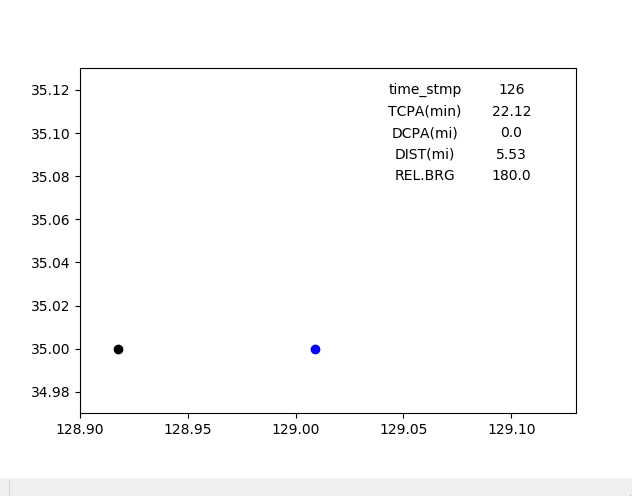 35.12
35.10
35.08
35.06
35.04
35.02
35.00
34.98
128.90 128.95 129.00 129.05 129.10
time_stmp 126
TCPA(min) 22.12
DCPA(mi) 0.0
DIST(mi) 5.53
REL.BRG 180.0